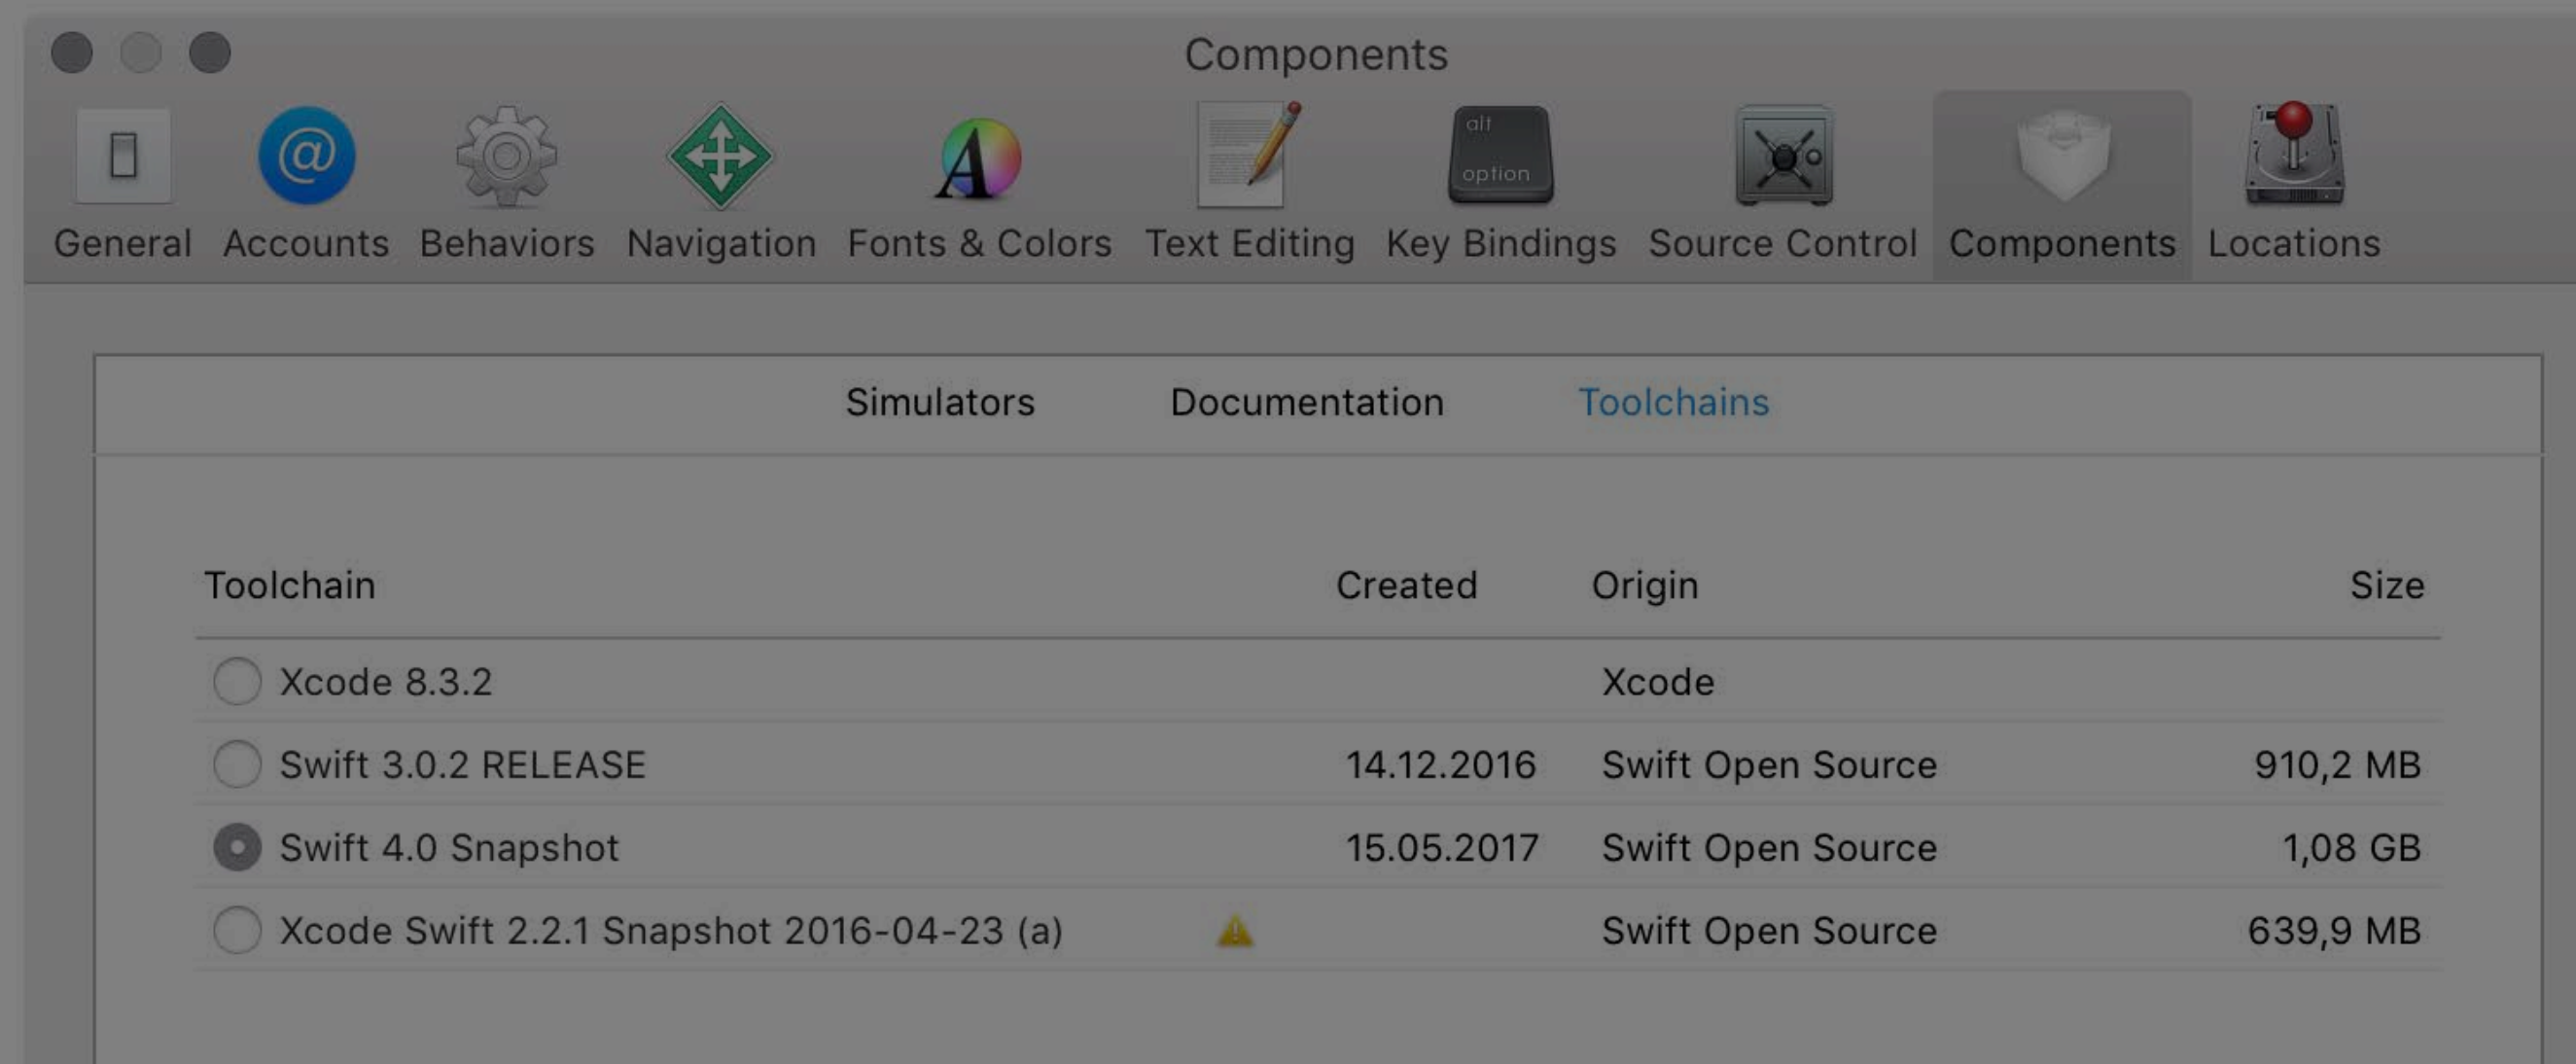 Components
alt
option
General Accounts Behaviors Navigation Fonts & Colors Text Editing Key Bindings Source Control Components Locations
Simulators Documentation Toolchains
Toolchain Created Origin Size
Xcode 8.3.2 Xcode
Swift 3.0.2 RELEASE 14.12.2016 Swift Open Source 910,2 MB
Swift 4.0 Snapshot 15.05.2017 Swift Open Source 1,08 GB
Xcode Swift 2.2.1 Snapshot 2016-04-23 (a) Swift Open Source 639,9 MB